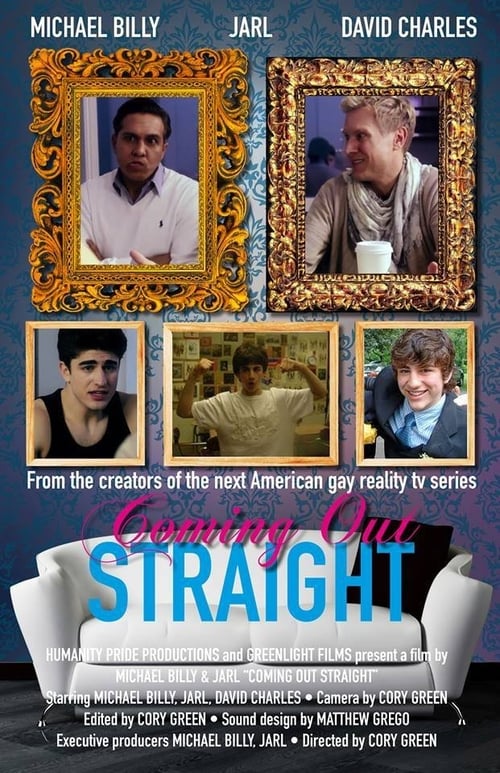 MICHAEL BILLY JARL DAVID CHARLES
From the creators of the next American gay reality tv series
Coming Out
STRAIGHT
HUMANITY PRIDE PRODUCTIONS and GREENLIGHT FILMS present a film by
MICHAEL BILLY & JARL "COMING OUT STRAIGHT"
Starring MICHAEL BILLY, JARL, DAVID CHARLES • Camera by CORY GREEN
Edited by CORY GREEN • Sound design by MATTHEW GREGO
Executive producers MICHAEL BILLY, JARL • Directed by CORY GREEN